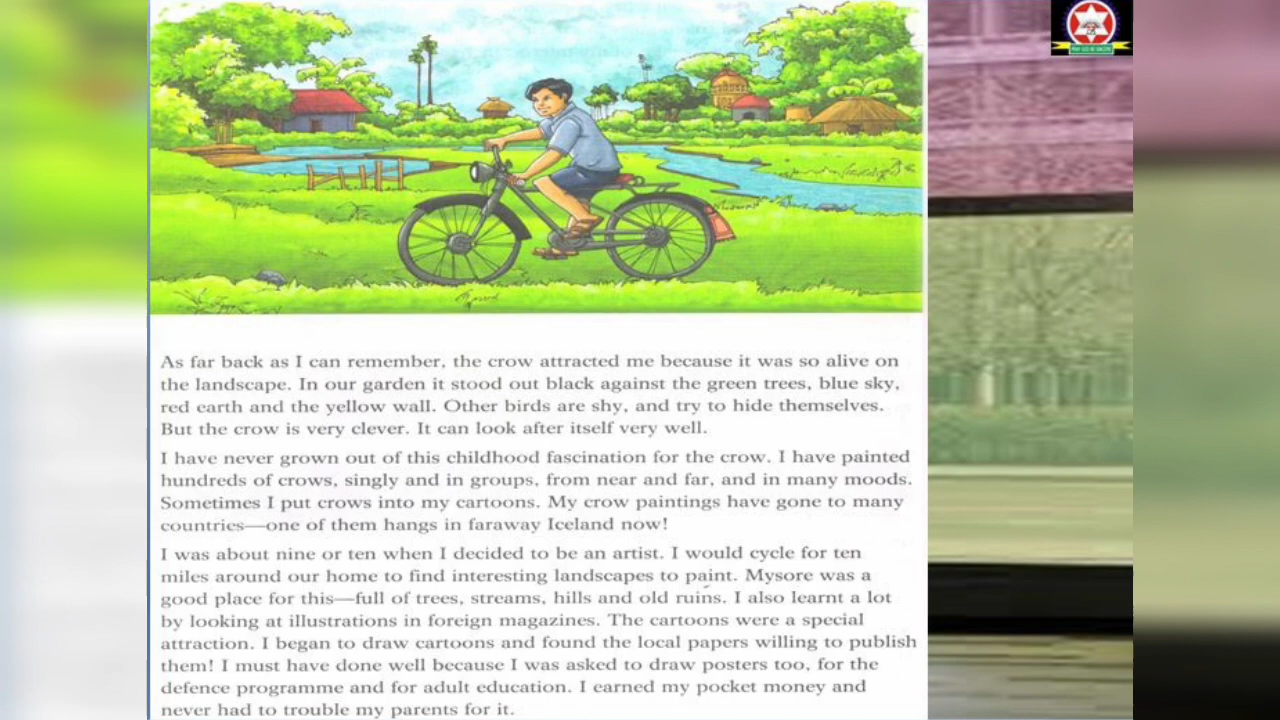 As far back as I can remember, the crow attracted me because it was so alive on
the landscape. In our garden it stood out black against the green trees, blue sky,
red earth and the yellow wall. Other birds are shy, and try to hide themselves.
But the crow is very clever. It can look after itself very well.
I have never grown out of this childhood fascination for the crow. I have painted
hundreds of crows, singly and in groups, from near and far, and in many moods.
Sometimes I put crows into my cartoons. My crow paintings have gone to many
countries—one of them hangs in faraway Iceland now!
I was about nine or ten when I decided to be an artist. I would cycle for ten
miles around our home to find interesting landscapes to paint. Mysore was a
good place for this—full of trees, streams, hills and old ruins. I also learnt a lot
by looking at illustrations in foreign magazines. The cartoons were a special
attraction. I began to draw cartoons and found the local papers willing to publish
them! I must have done well because I was asked to draw posters too, for the
defence programme and for adult education. I earned my pocket money and
never had to trouble my parents for it.